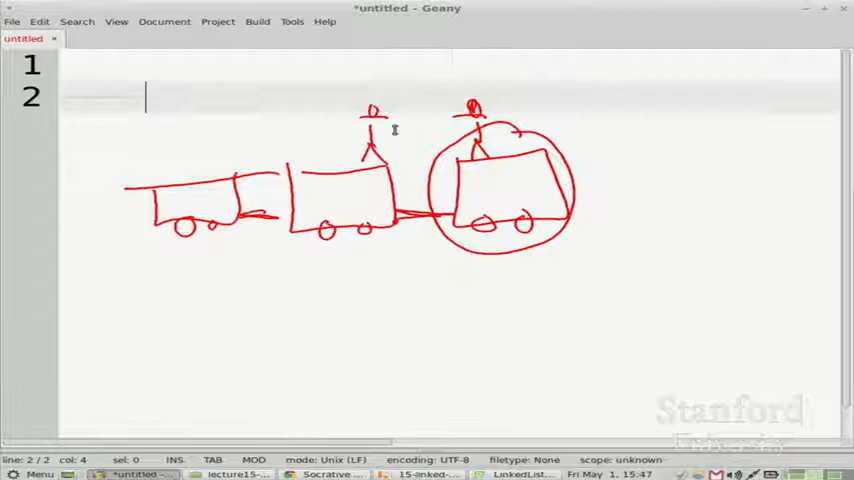 *untitled - Geany
File Edit Search View Document Project Build Tools Help
untitled ×
1
2
Stanford
University
line: 2 / 2 col: 4 sel: 0 INS TAB MOD mode: Unix (LF) encoding: UTF-8 filetype: None scope: unknown
Menu *untitled -... lecture15-... Socrative ... 15-linked-... LinkedList... Fri May 1, 15:47